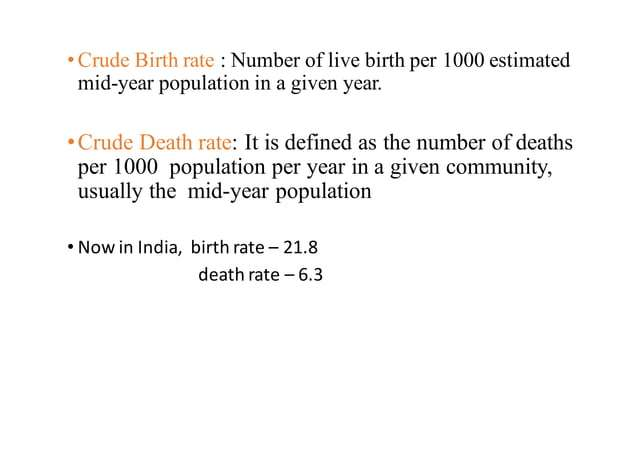 • Crude Birth rate : Number of live birth per 1000 estimated
mid-year population in a given year.
• Crude Death rate: It is defined as the number of deaths
per 1000 population per year in a given community,
usually the mid-year population
• Now in India, birth rate – 21.8
death rate – 6.3